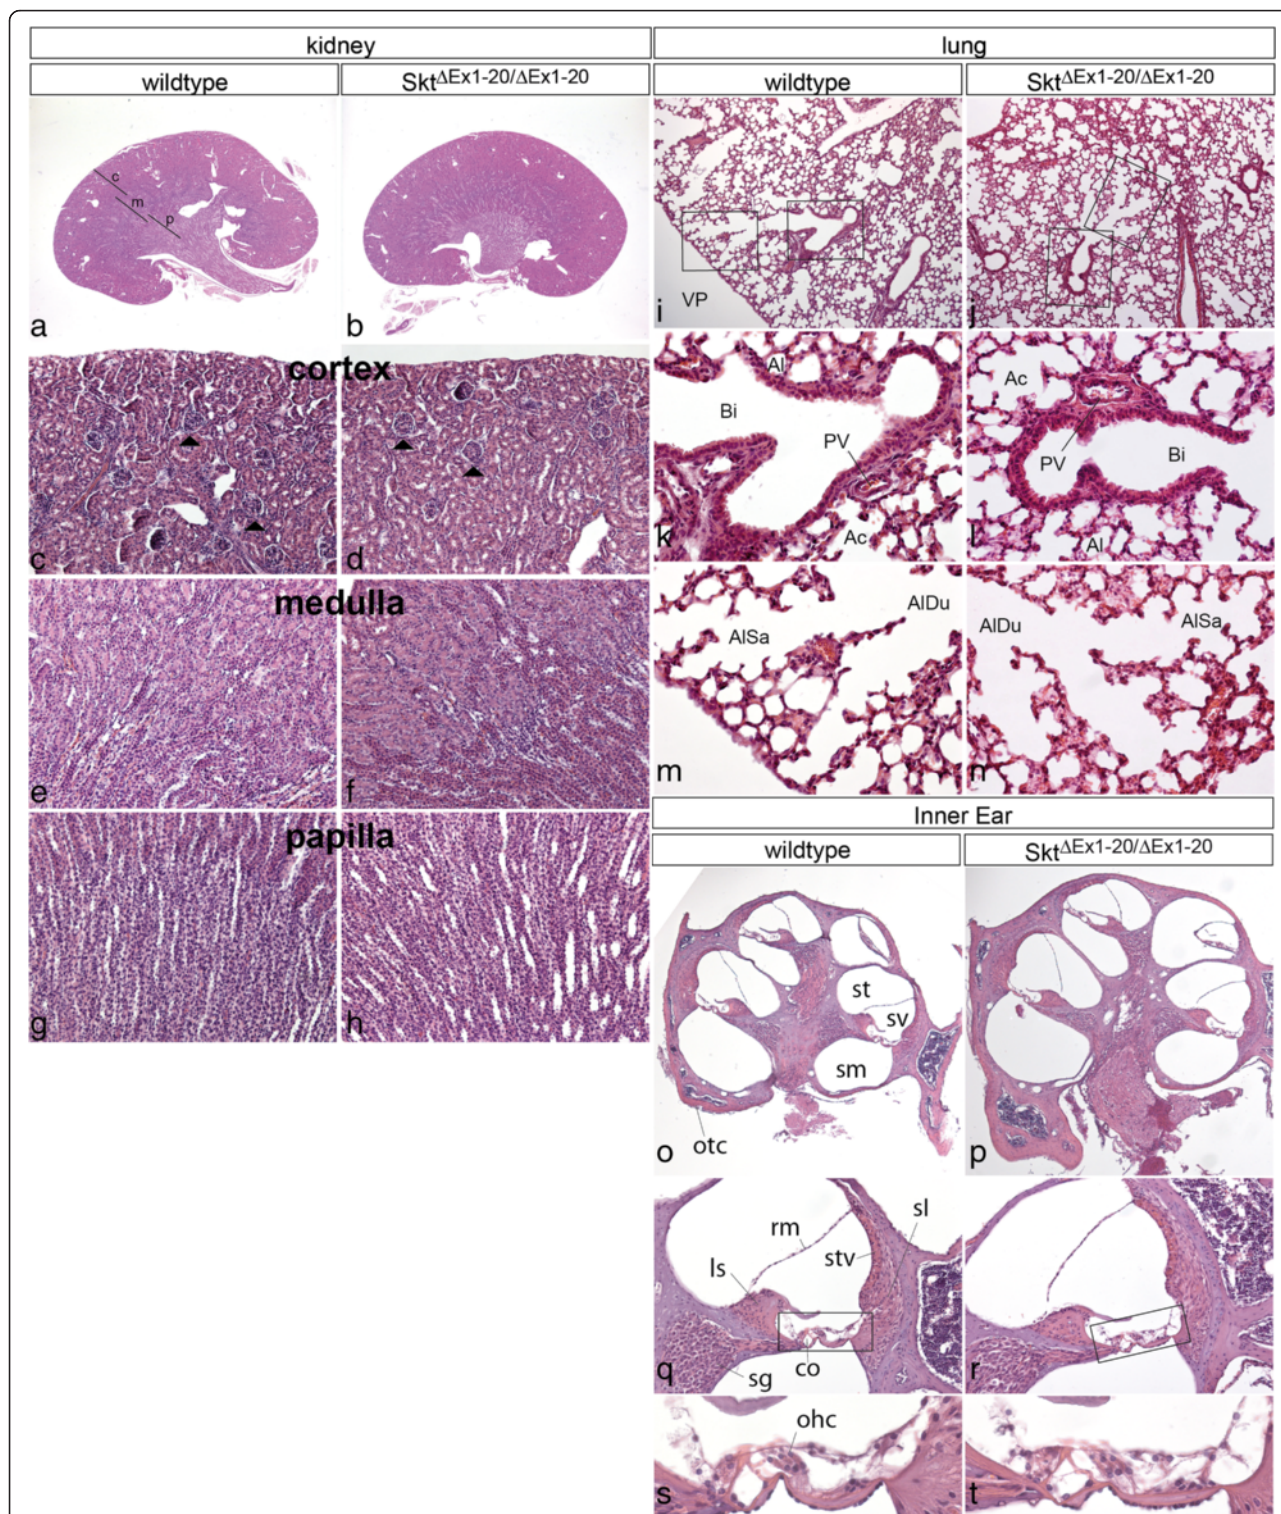 kidney
lung
wildtype
Skt^ΔEx1-20/ΔEx1-20
wildtype
Skt^ΔEx1-20/ΔEx1-20
c
m
p
a
b
VP
i
j
cortex
c
d
Al
Bi
PV
Ac
k
Ac
PV
Bi
Al
l
medulla
e
f
AlDu
AlSa
m
AlDu
AlSa
n
papilla
g
h
Inner Ear
wildtype
Skt^ΔEx1-20/ΔEx1-20
st
sv
sm
otc
o
p
sl
rm
stv
ls
co
sg
q
r
ohc
s
t